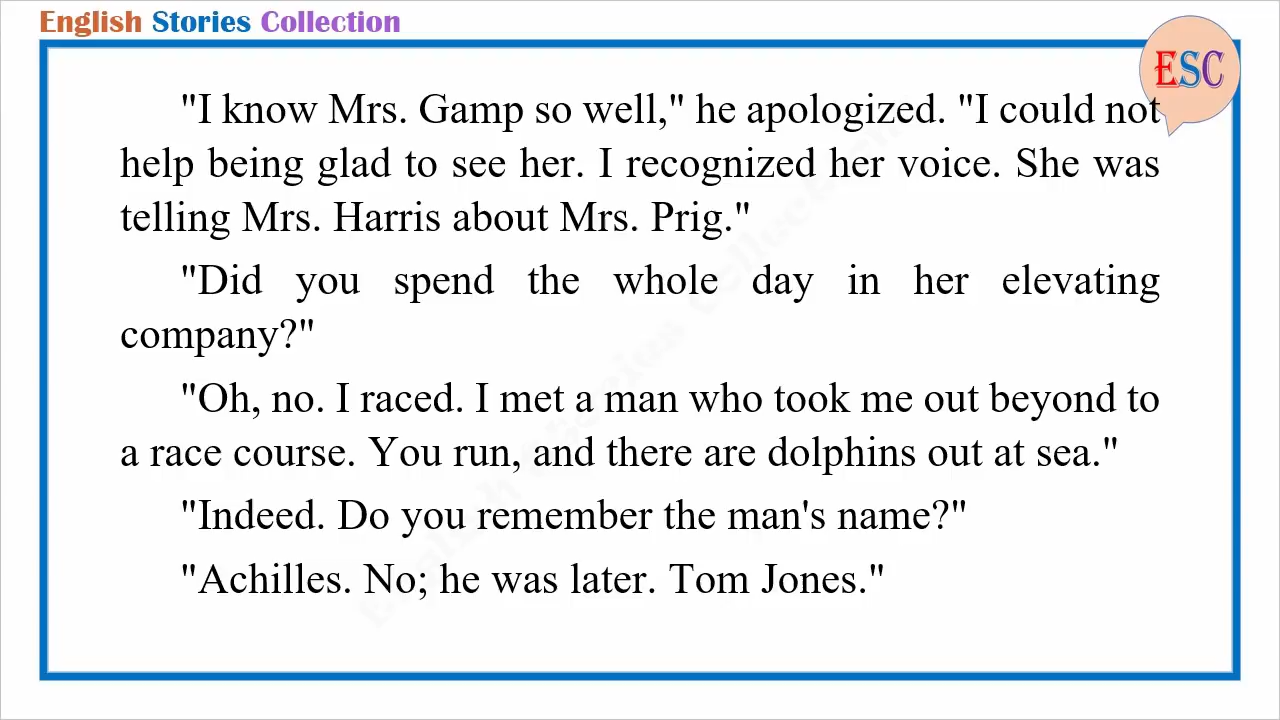 English Stories Collection
ESC
"I know Mrs. Gamp so well," he apologized. "I could not
help being glad to see her. I recognized her voice. She was
telling Mrs. Harris about Mrs. Prig."
"Did you spend the whole day in her elevating
company?"
"Oh, no. I raced. I met a man who took me out beyond to
a race course. You run, and there are dolphins out at sea."
"Indeed. Do you remember the man's name?"
"Achilles. No; he was later. Tom Jones."